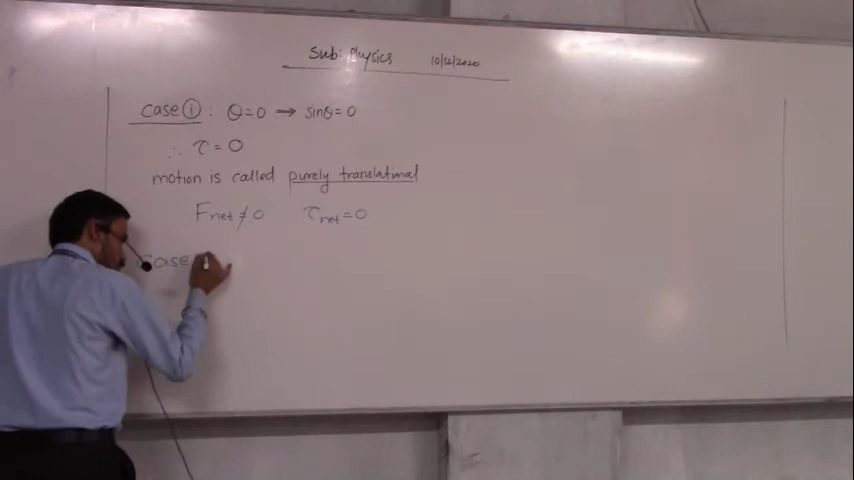 Sub: Physics 10/12/2020
case ⓘ : θ=0 → sinθ=0
∴ τ = 0
motion is called purely translational
Fnet ≠ 0 τnet = 0
Case